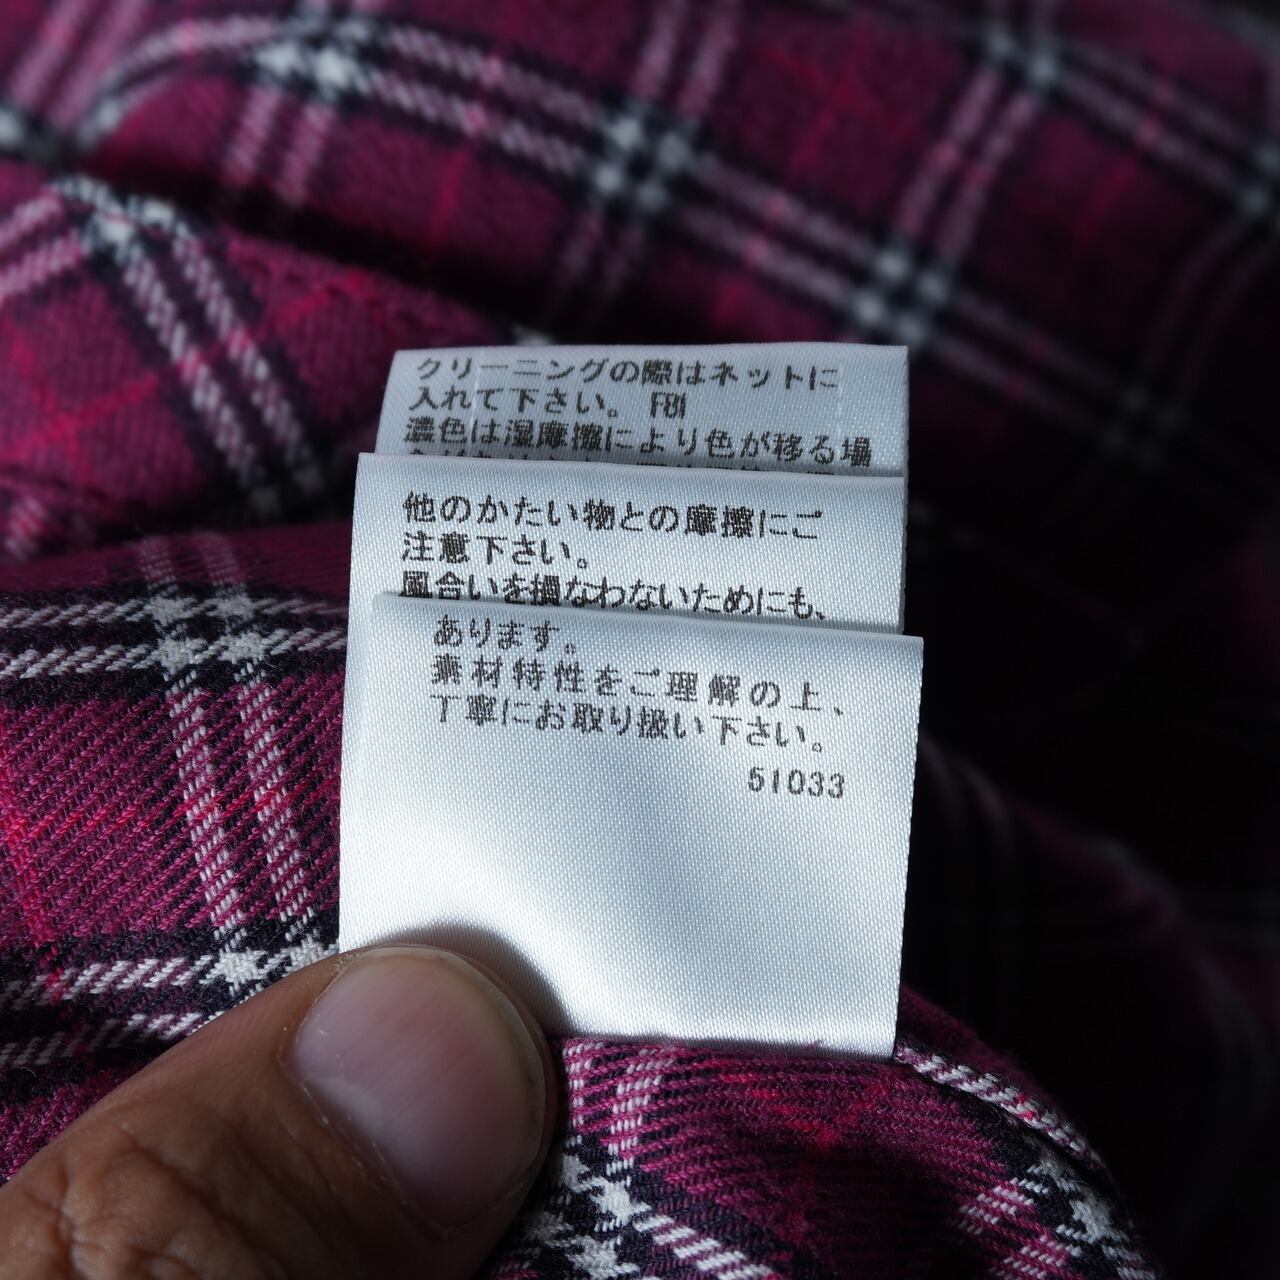 クリーニングの際はネットに
入れて下さい。 F81
濃色は湿摩擦により色が移る場
他のかたい物との摩擦にご
注意下さい。
風合いを損なわないためにも、
あります。
素材特性をご理解の上、
丁寧にお取り扱い下さい。
51033